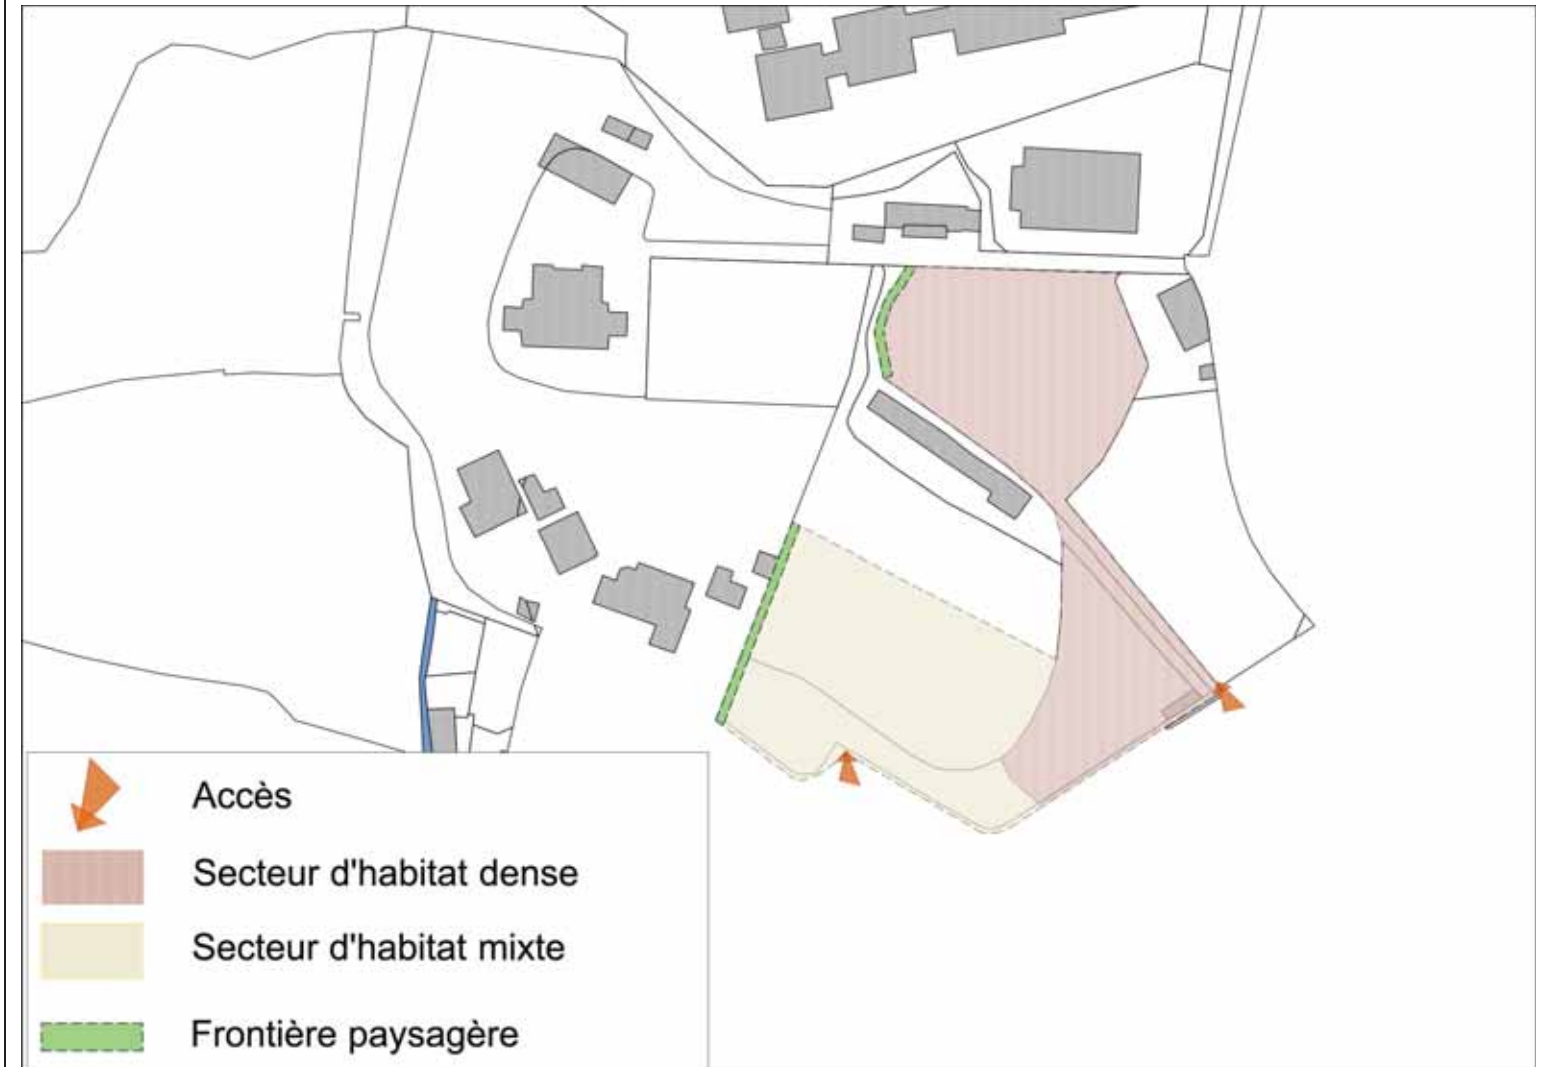 Accès
Secteur d'habitat dense
Secteur d'habitat mixte
Frontière paysagère